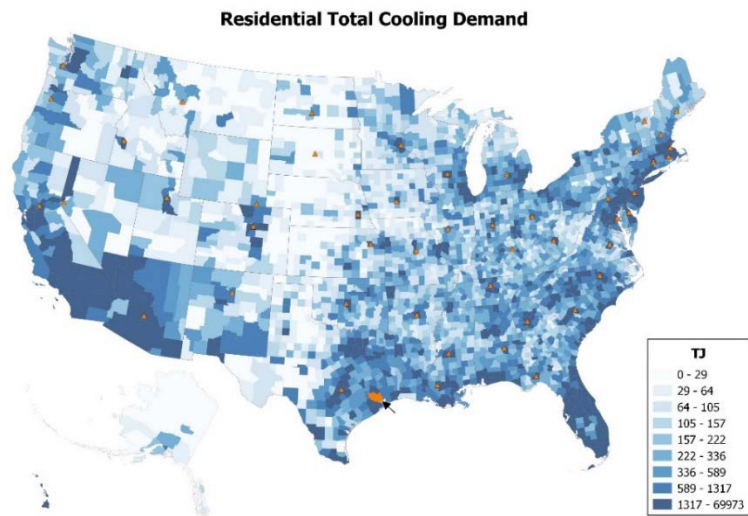 Residential Total Cooling Demand
TJ
0 - 29
29 - 64
64 - 105
105 - 157
157 - 222
222 - 336
336 - 589
589 - 1317
1317 - 69973